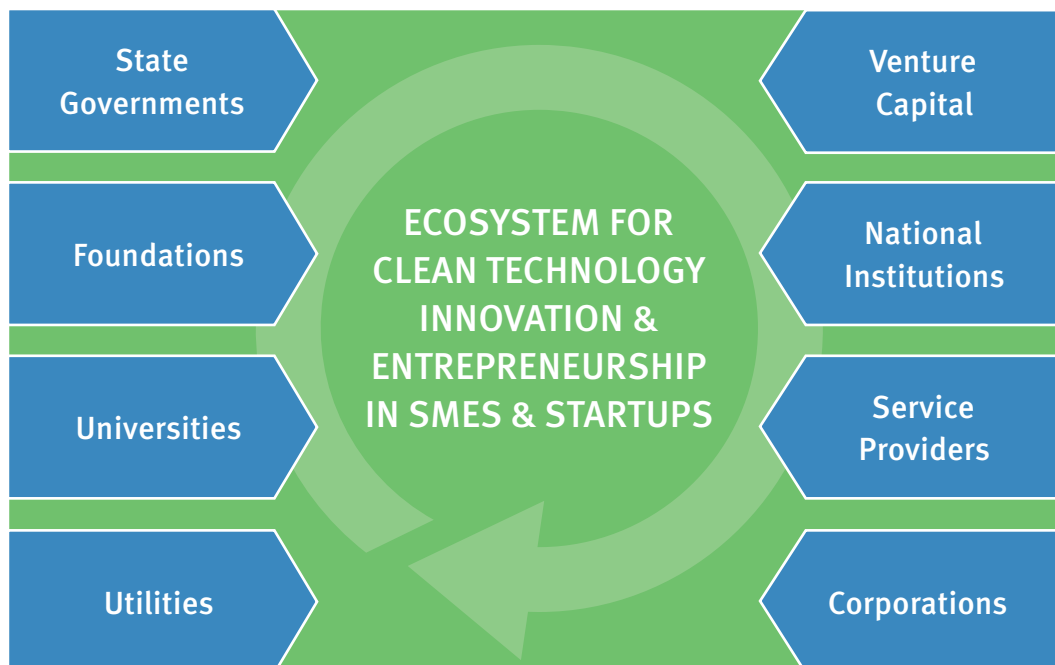 State
Governments
Foundations
Universities
Utilities
ECOSYSTEM FOR
CLEAN TECHNOLOGY
INNOVATION &
ENTREPRENEURSHIP
IN SMES & STARTUPS
Venture
Capital
National
Institutions
Service
Providers
Corporations